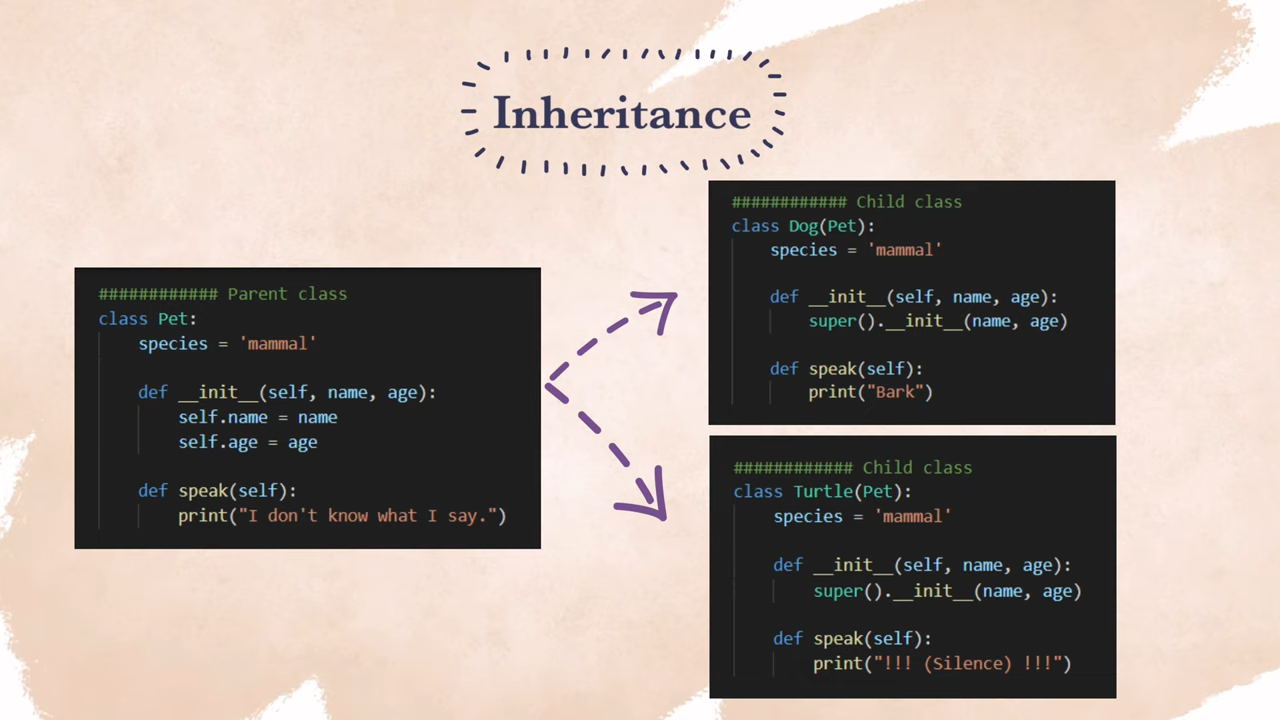 Inheritance
############ Parent class
class Pet:
    species = 'mammal'
    def __init__(self, name, age):
        self.name = name
        self.age = age
    def speak(self):
        print("I don't know what I say.")
############ Child class
class Dog(Pet):
    species = 'mammal'
    def __init__(self, name, age):
        super().__init__(name, age)
    def speak(self):
        print("Bark")
############ Child class
class Turtle(Pet):
    species = 'mammal'
    def __init__(self, name, age):
        super().__init__(name, age)
    def speak(self):
        print("!!! (Silence) !!!")